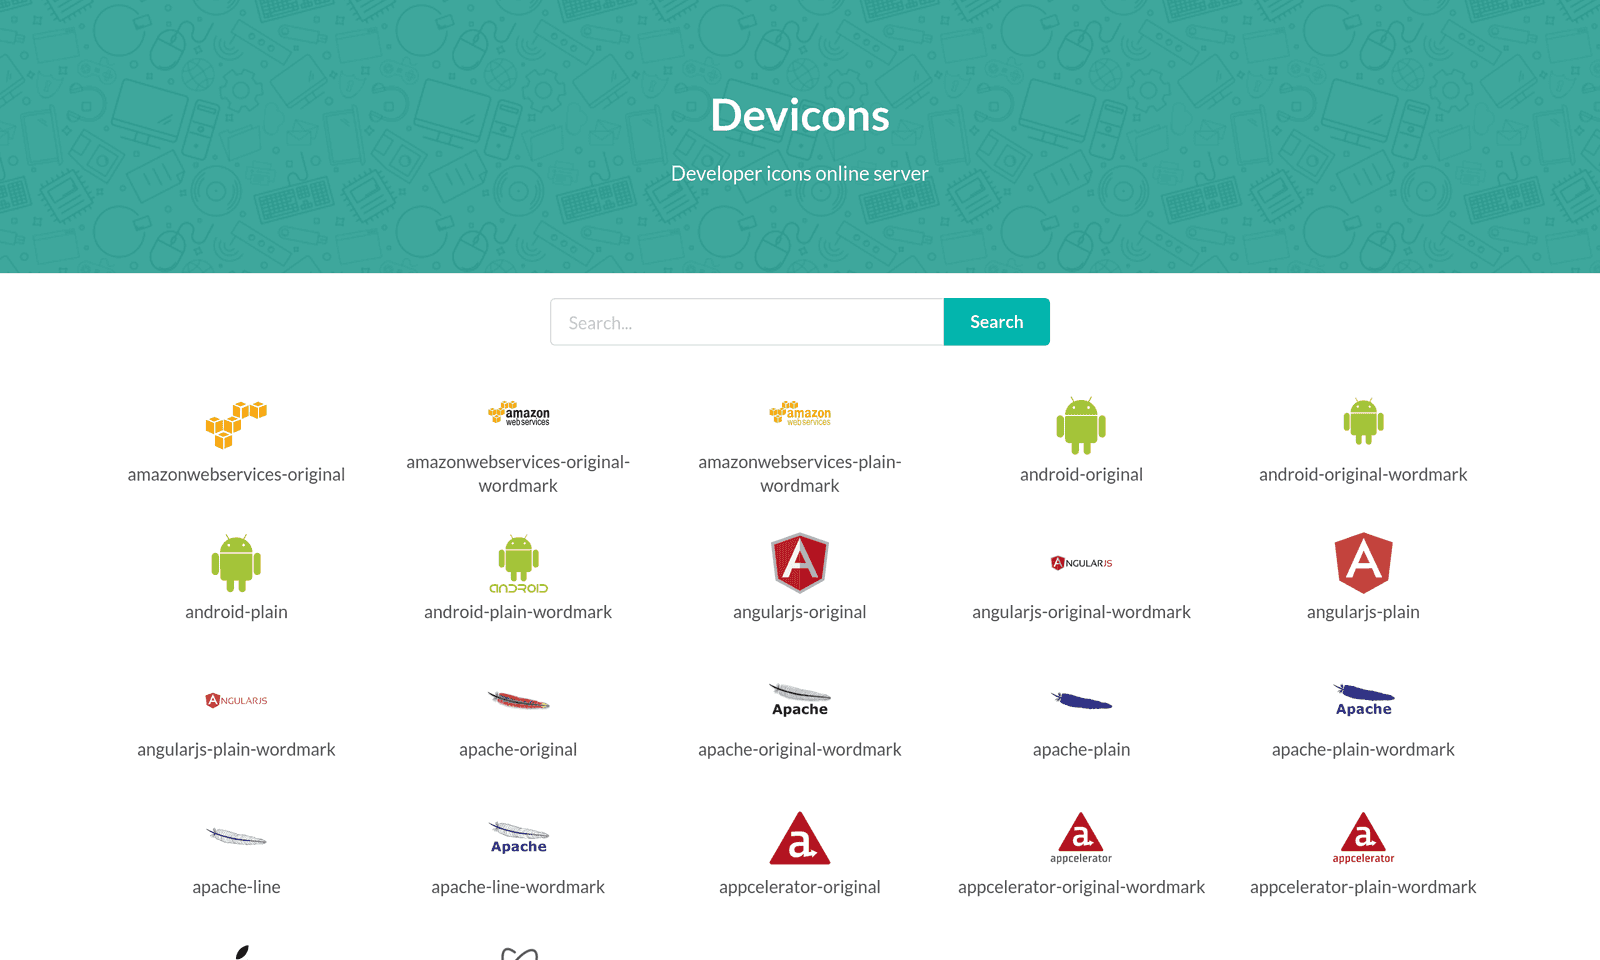 Devicons
Developer icons online server
Search...
Search
amazon
webservices
amazon
webservices
amazonwebservices-original
amazonwebservices-original-
wordmark
amazonwebservices-plain-
wordmark
android-original
android-original-wordmark
ANDROID
android-plain
android-plain-wordmark
angularjs-original
ANGULARJS
angularjs-original-wordmark
angularjs-plain
ANGULARJS
angularjs-plain-wordmark
apache-original
Apache
apache-original-wordmark
apache-plain
Apache
apache-plain-wordmark
apache-line
Apache
apache-line-wordmark
a
appcelerator-original
a
appcelerator
appcelerator-original-wordmark
a
appcelerator
appcelerator-plain-wordmark